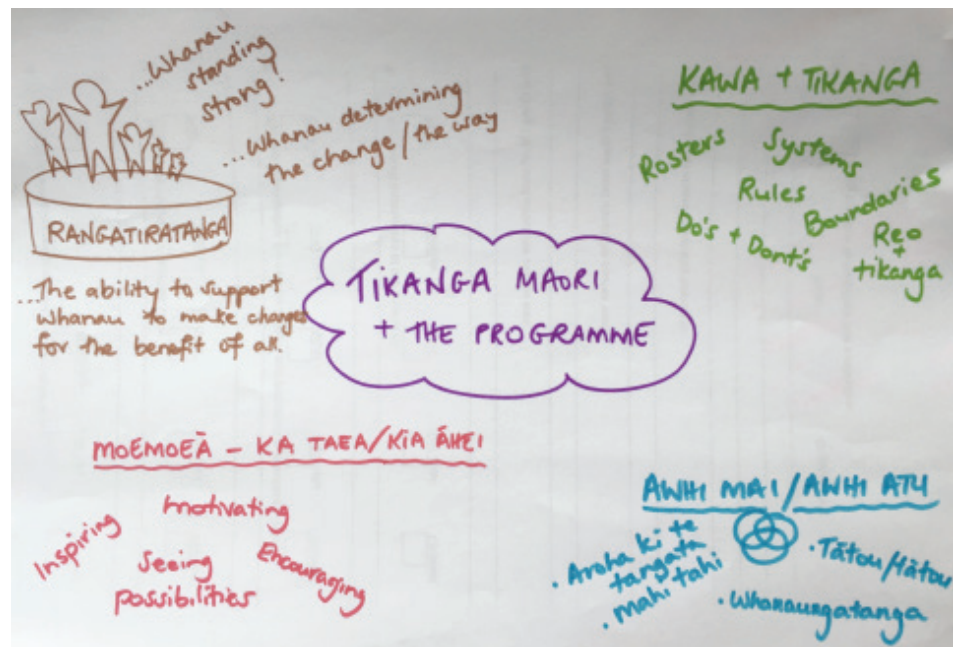 ...Whanau
standing
strong!
...Whanau determining
the change/the way
RANGATIRATANGA
...The ability to support
whanau to make changes
for the benefit of all.
KAWA + TIKANGA
Rosters
Systems
Rules
Boundaries
Do's + Dont's
Reo
+
tikanga
TIKANGA MAORI
+ THE PROGRAMME
MOEMOEĀ - KA TAEA/KIA ÁHEI
Inspiring
motivating
Seeing
possibilities
Encouraging
AWHI MAI/AWHI ATU
. Aroha ki te
tangata
. mahi tahi
. Tātou/tātou
. Whanaungatanga